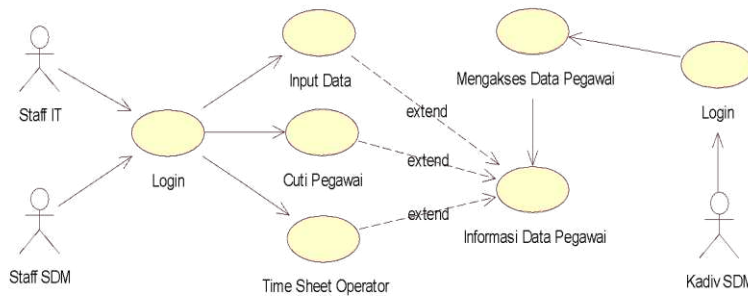 Staff IT
Input Data
Mengakses Data Pegawai
Login
extend
Login
Cuti Pegawai
extend
extend
Informasi Data Pegawai
Staff SDM
Time Sheet Operator
Kadiv SDM